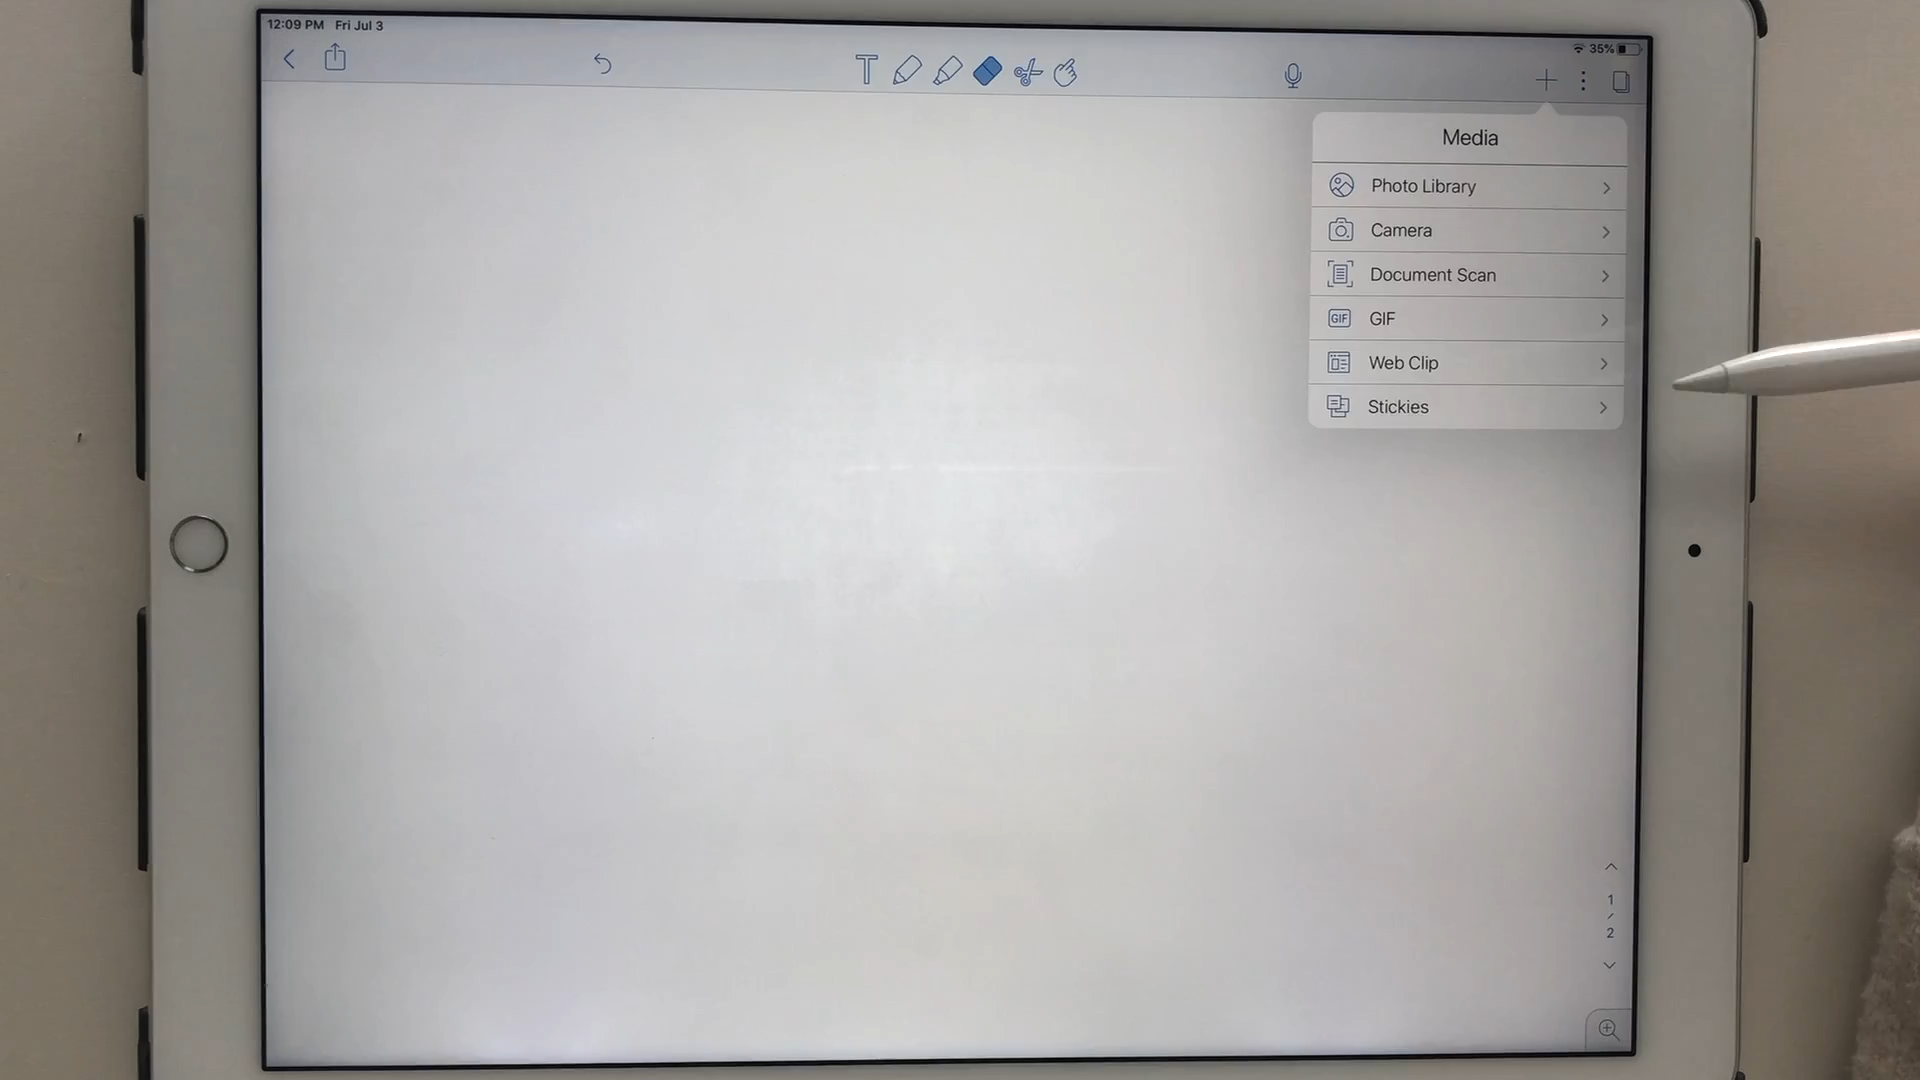 12:09 PM Fri Jul 3
35%
T
Media
Photo Library
Camera
Document Scan
GIF GIF
Web Clip
Stickies
1
/
2